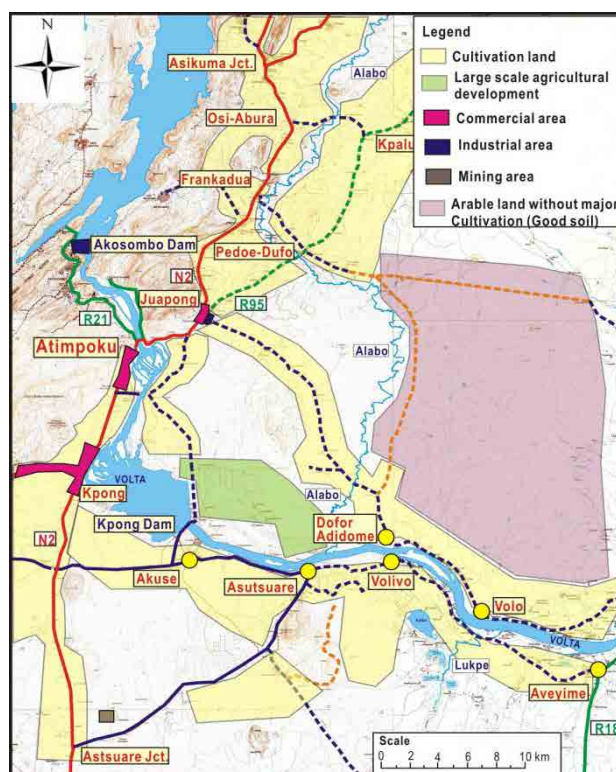 N
Legend
Cultivation land
Large scale agricultural
development
Commercial area
Industrial area
Mining area
Arable land without major
Cultivation (Good soil)
Asikuma Jct.
Alabo
Osi-Abura
Kpalu
Frankadua
Akosombo Dam
Pedoe-Dufo
N2
Juapong
R95
R21
Atimpoku
Alabo
VOLTA
Kpong
Alabo
Kpong Dam
Dofor
Adidome
N2
Akuse
Asutsuare
Volivo
Volo
VOLTA
Lukpe
Aveyime
R18
Astsuare Jct.
Scale
0 2 4 6 8 10 km